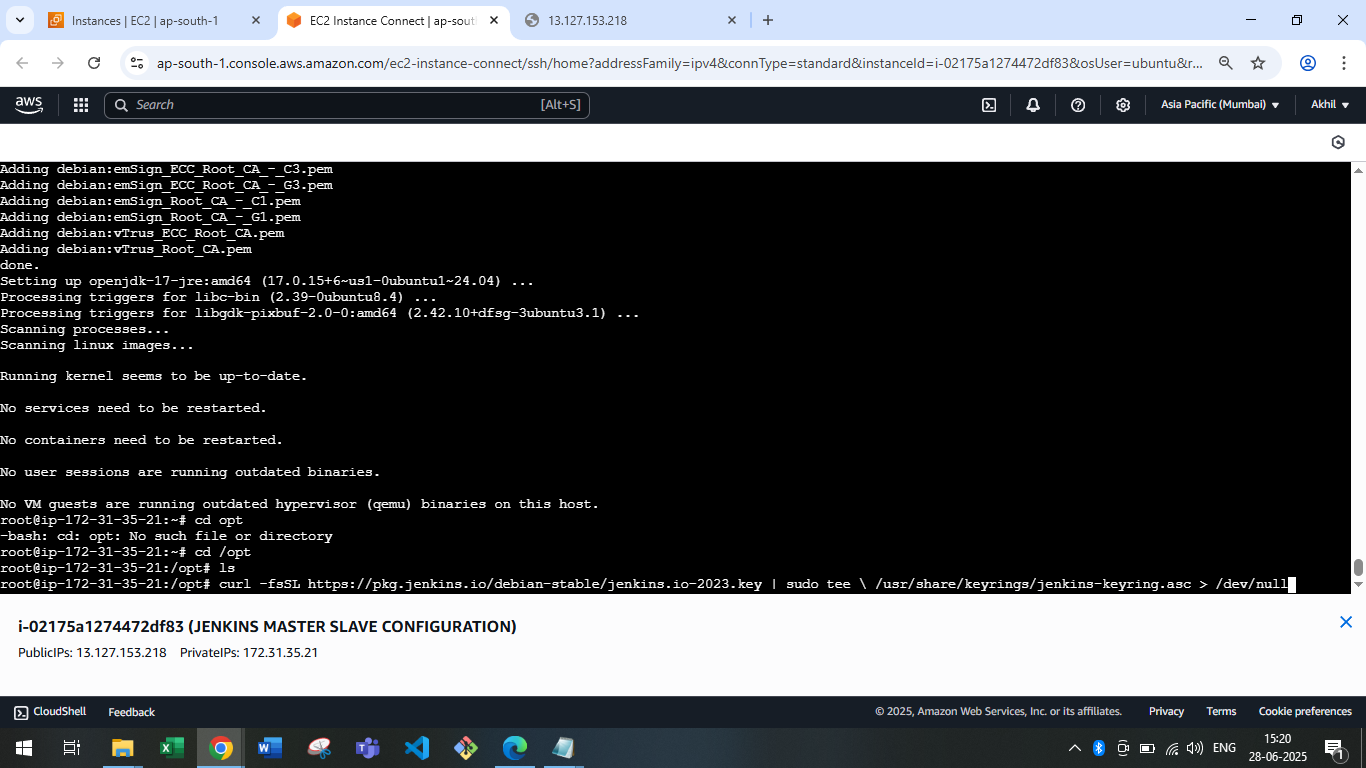 Instances | EC2 | ap-south-1
EC2 Instance Connect | ap-sout
13.127.153.218
ap-south-1.console.aws.amazon.com/ec2-instance-connect/ssh/home?addressFamily=ipv4&connType=standard&instanceId=i-02175a1274472df83&osUser=ubuntu&r...
aws
Search
[Alt+S]
Asia Pacific (Mumbai)
Akhil
Adding debian:emSign_ECC_Root_CA_-_C3.pem
Adding debian:emSign_ECC_Root_CA_-_G3.pem
Adding debian:emSign_Root_CA_-_C1.pem
Adding debian:emSign_Root_CA_-_G1.pem
Adding debian:vTrus_ECC_Root_CA.pem
Adding debian:vTrus_Root_CA.pem
done.
Setting up openjdk-17-jre:amd64 (17.0.15+6~us1-0ubuntu1~24.04) ...
Processing triggers for libc-bin (2.39-0ubuntu8.4) ...
Processing triggers for libgdk-pixbuf-2.0-0:amd64 (2.42.10+dfsg-3ubuntu3.1) ...
Scanning processes...
Scanning linux images...
Running kernel seems to be up-to-date.
No services need to be restarted.
No containers need to be restarted.
No user sessions are running outdated binaries.
No VM guests are running outdated hypervisor (qemu) binaries on this host.
root@ip-172-31-35-21:~# cd opt
-bash: cd: opt: No such file or directory
root@ip-172-31-35-21:~# cd /opt
root@ip-172-31-35-21:/opt# ls
root@ip-172-31-35-21:/opt# curl -fsSL https://pkg.jenkins.io/debian-stable/jenkins.io-2023.key | sudo tee \ /usr/share/keyrings/jenkins-keyring.asc > /dev/null
i-02175a1274472df83 (JENKINS MASTER SLAVE CONFIGURATION)
PublicIPs: 13.127.153.218 PrivateIPs: 172.31.35.21
CloudShell
Feedback
© 2025, Amazon Web Services, Inc. or its affiliates.
Privacy
Terms
Cookie preferences
ENG
15:20
28-06-2025
1